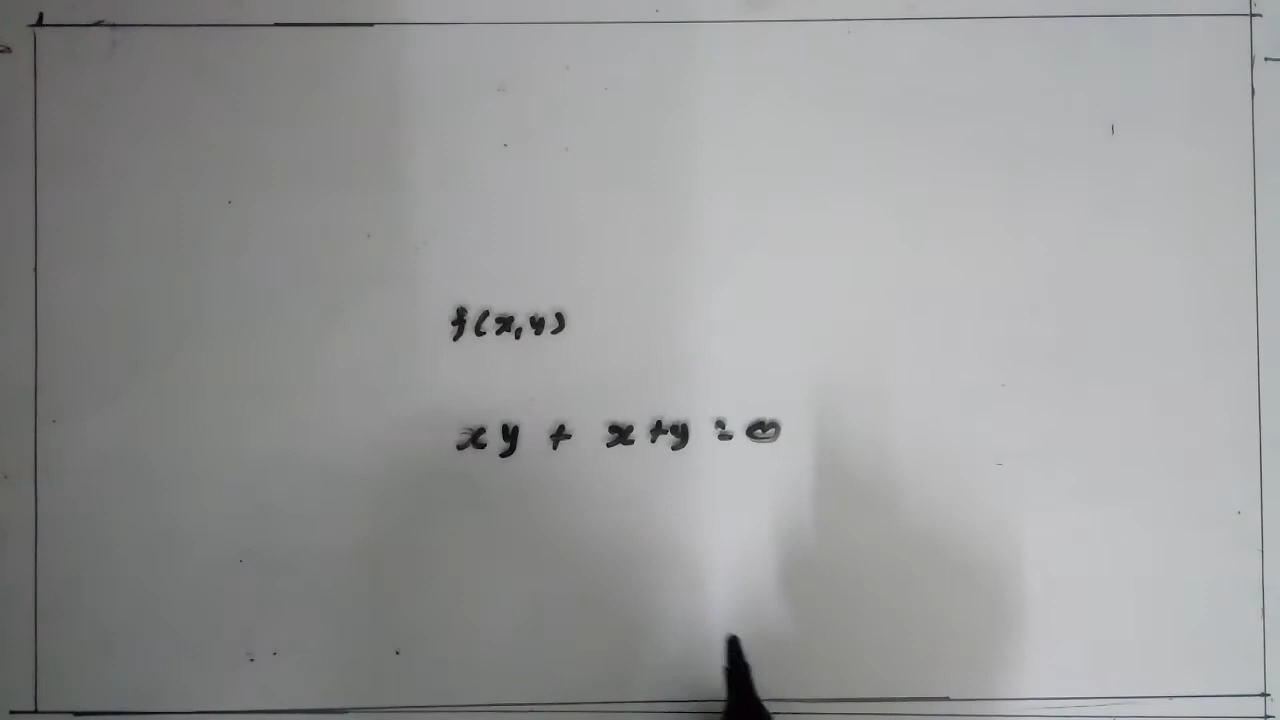 f(x,y)
xy + x+y = 0